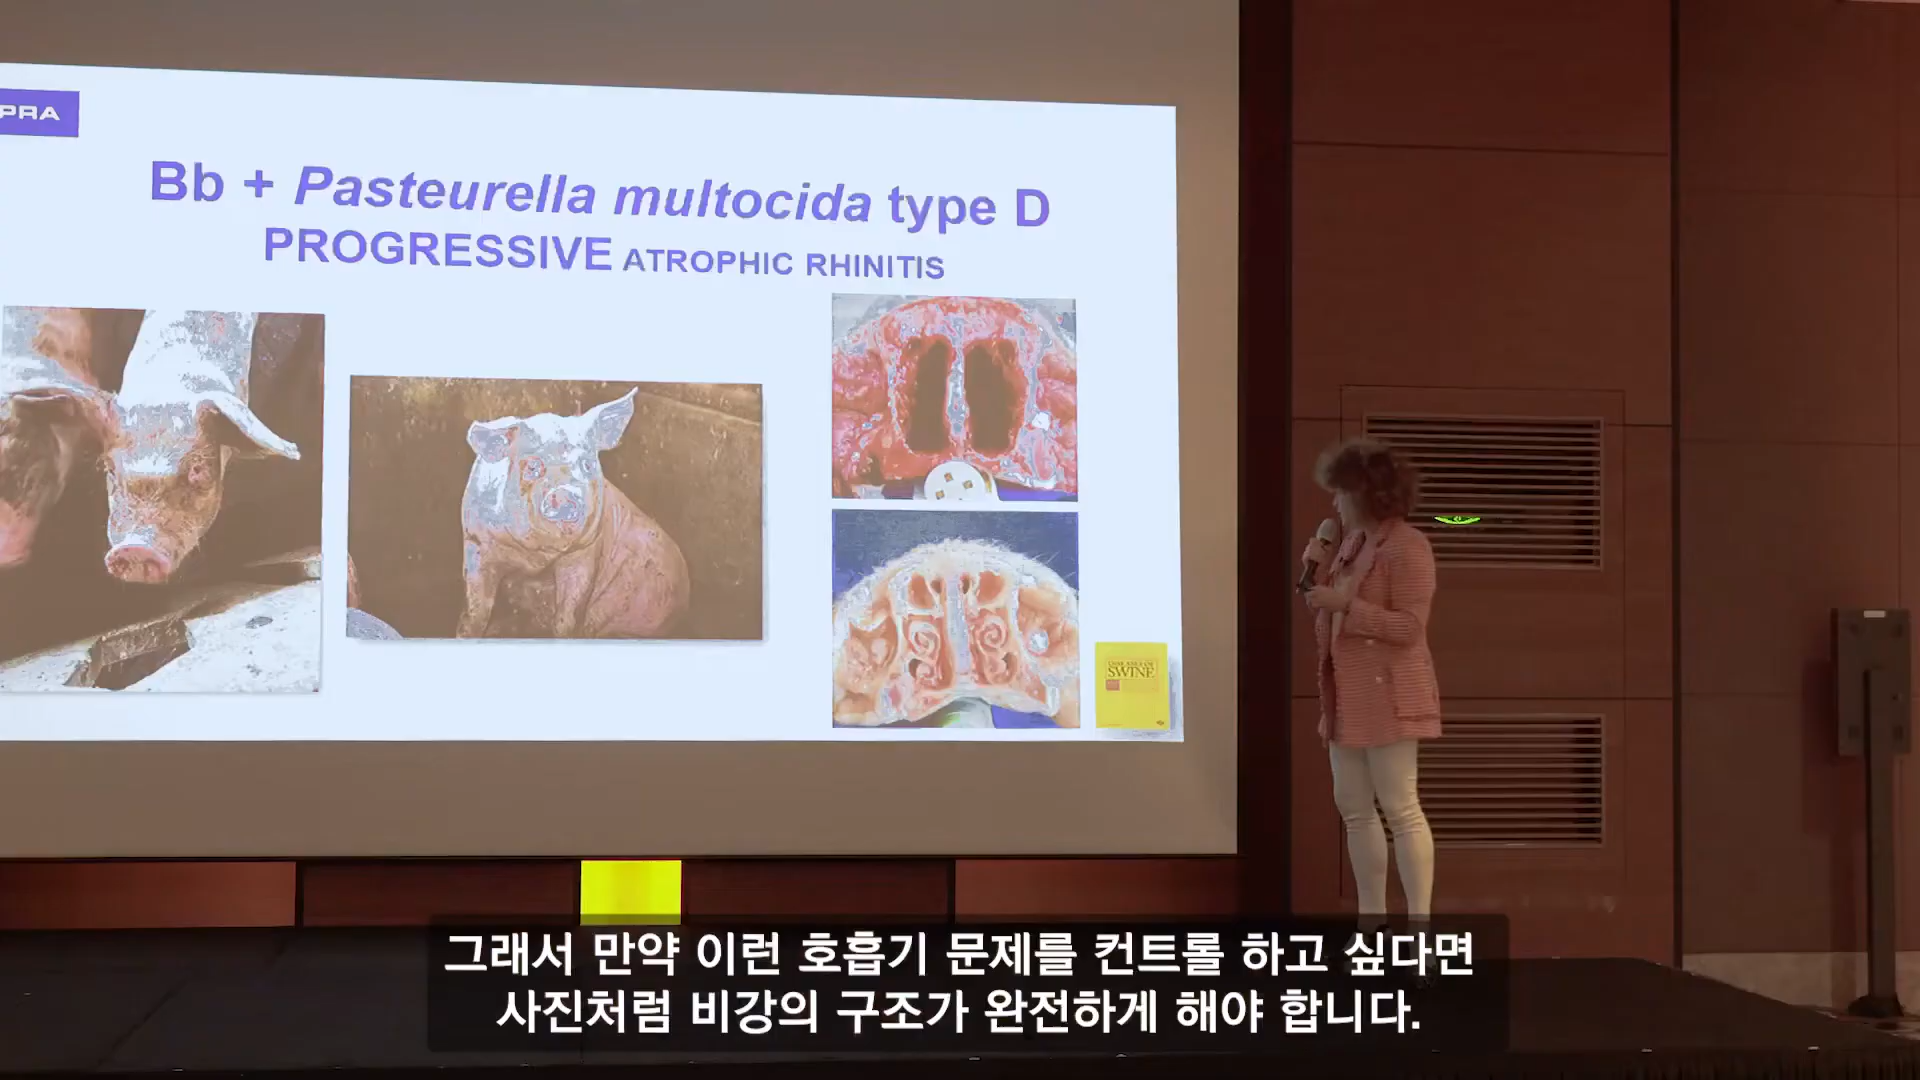 PRA
Bb + Pasteurella multocida type D
PROGRESSIVE ATROPHIC RHINITIS
SWINE
그래서 만약 이런 호흡기 문제를 컨트롤 하고 싶다면
사진처럼 비강의 구조가 완전하게 해야 합니다.